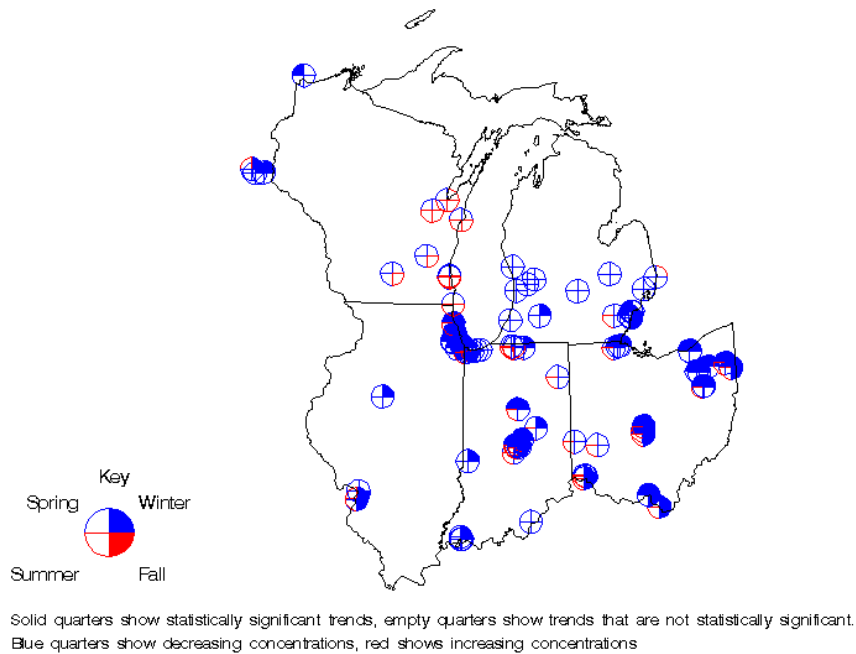 Key
Spring Winter
Summer Fall
Solid quarters show statistically significant trends, empty quarters show trends that are not statistically significant.
Blue quarters show decreasing concentrations, red shows increasing concentrations